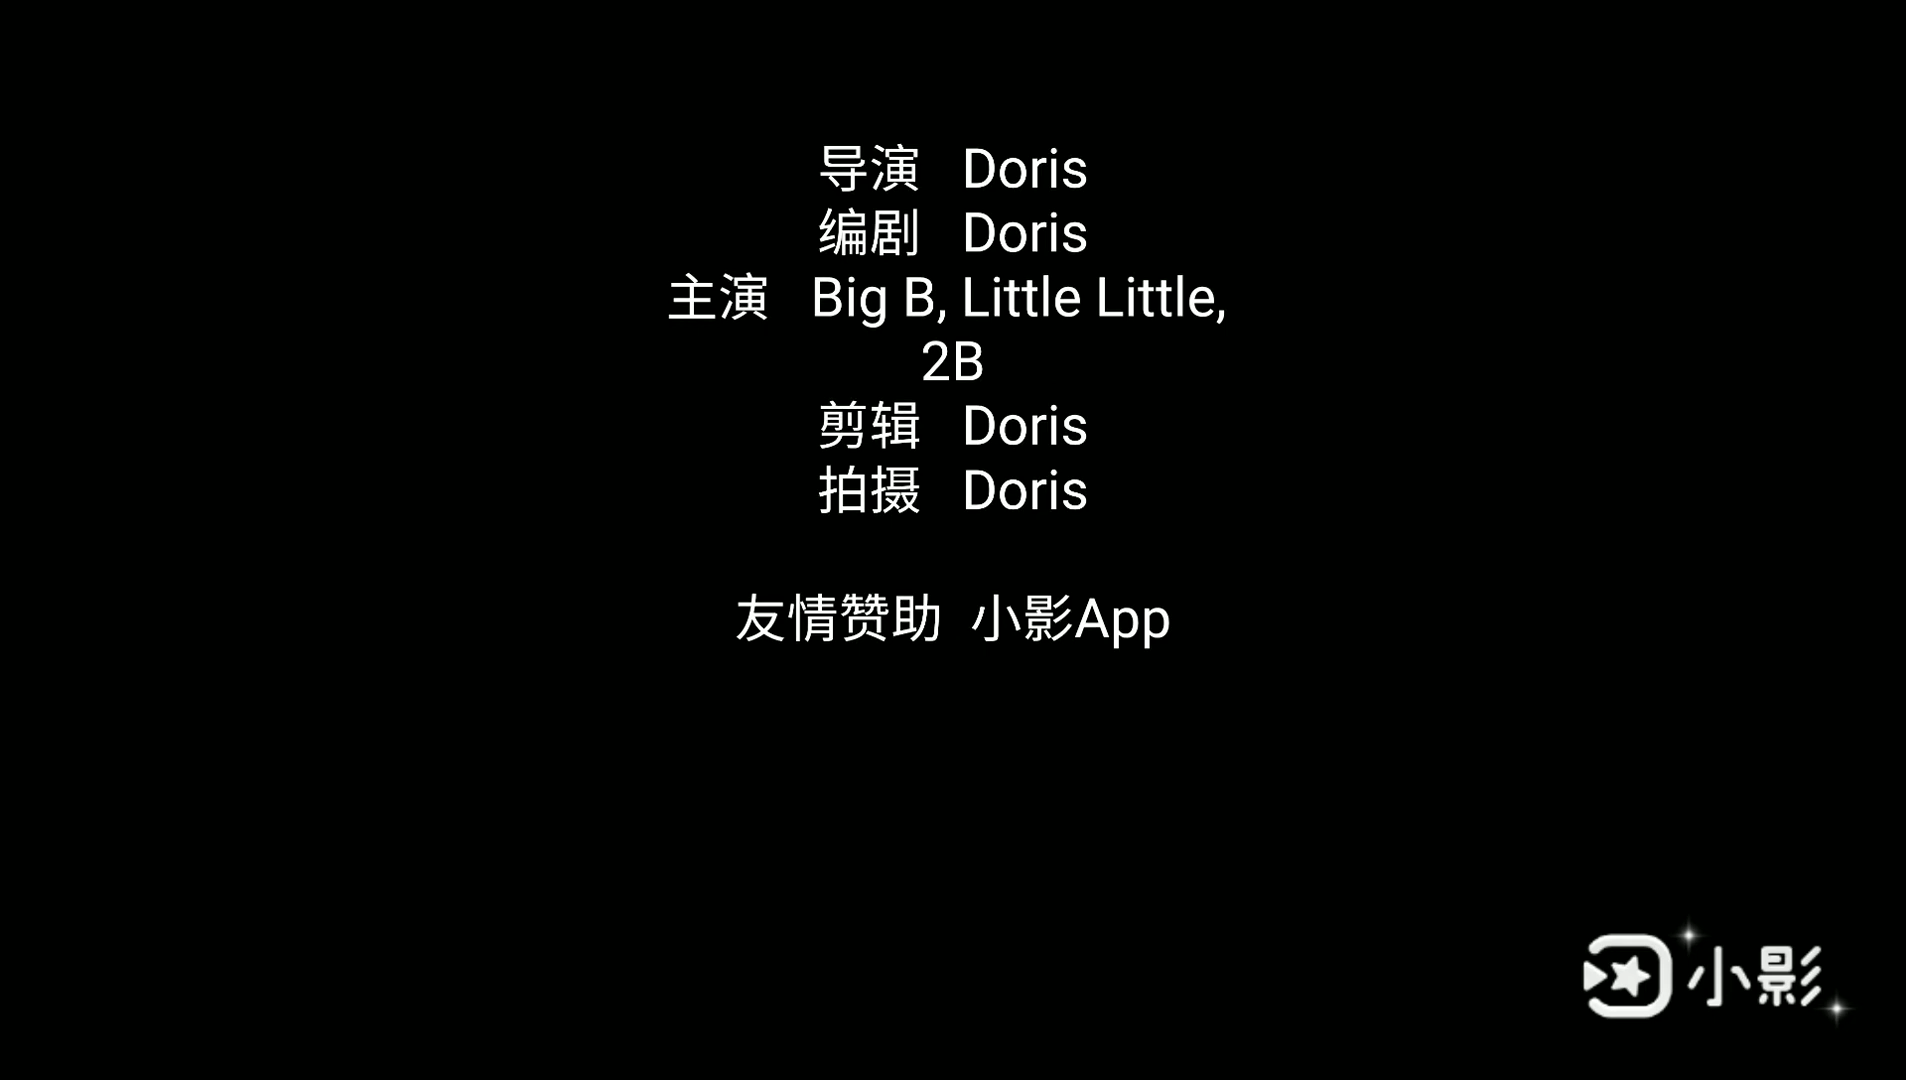 导演 Doris
编剧 Doris
主演 Big B, Little Little,
2B
剪辑 Doris
拍摄 Doris
友情赞助 小影App
小影